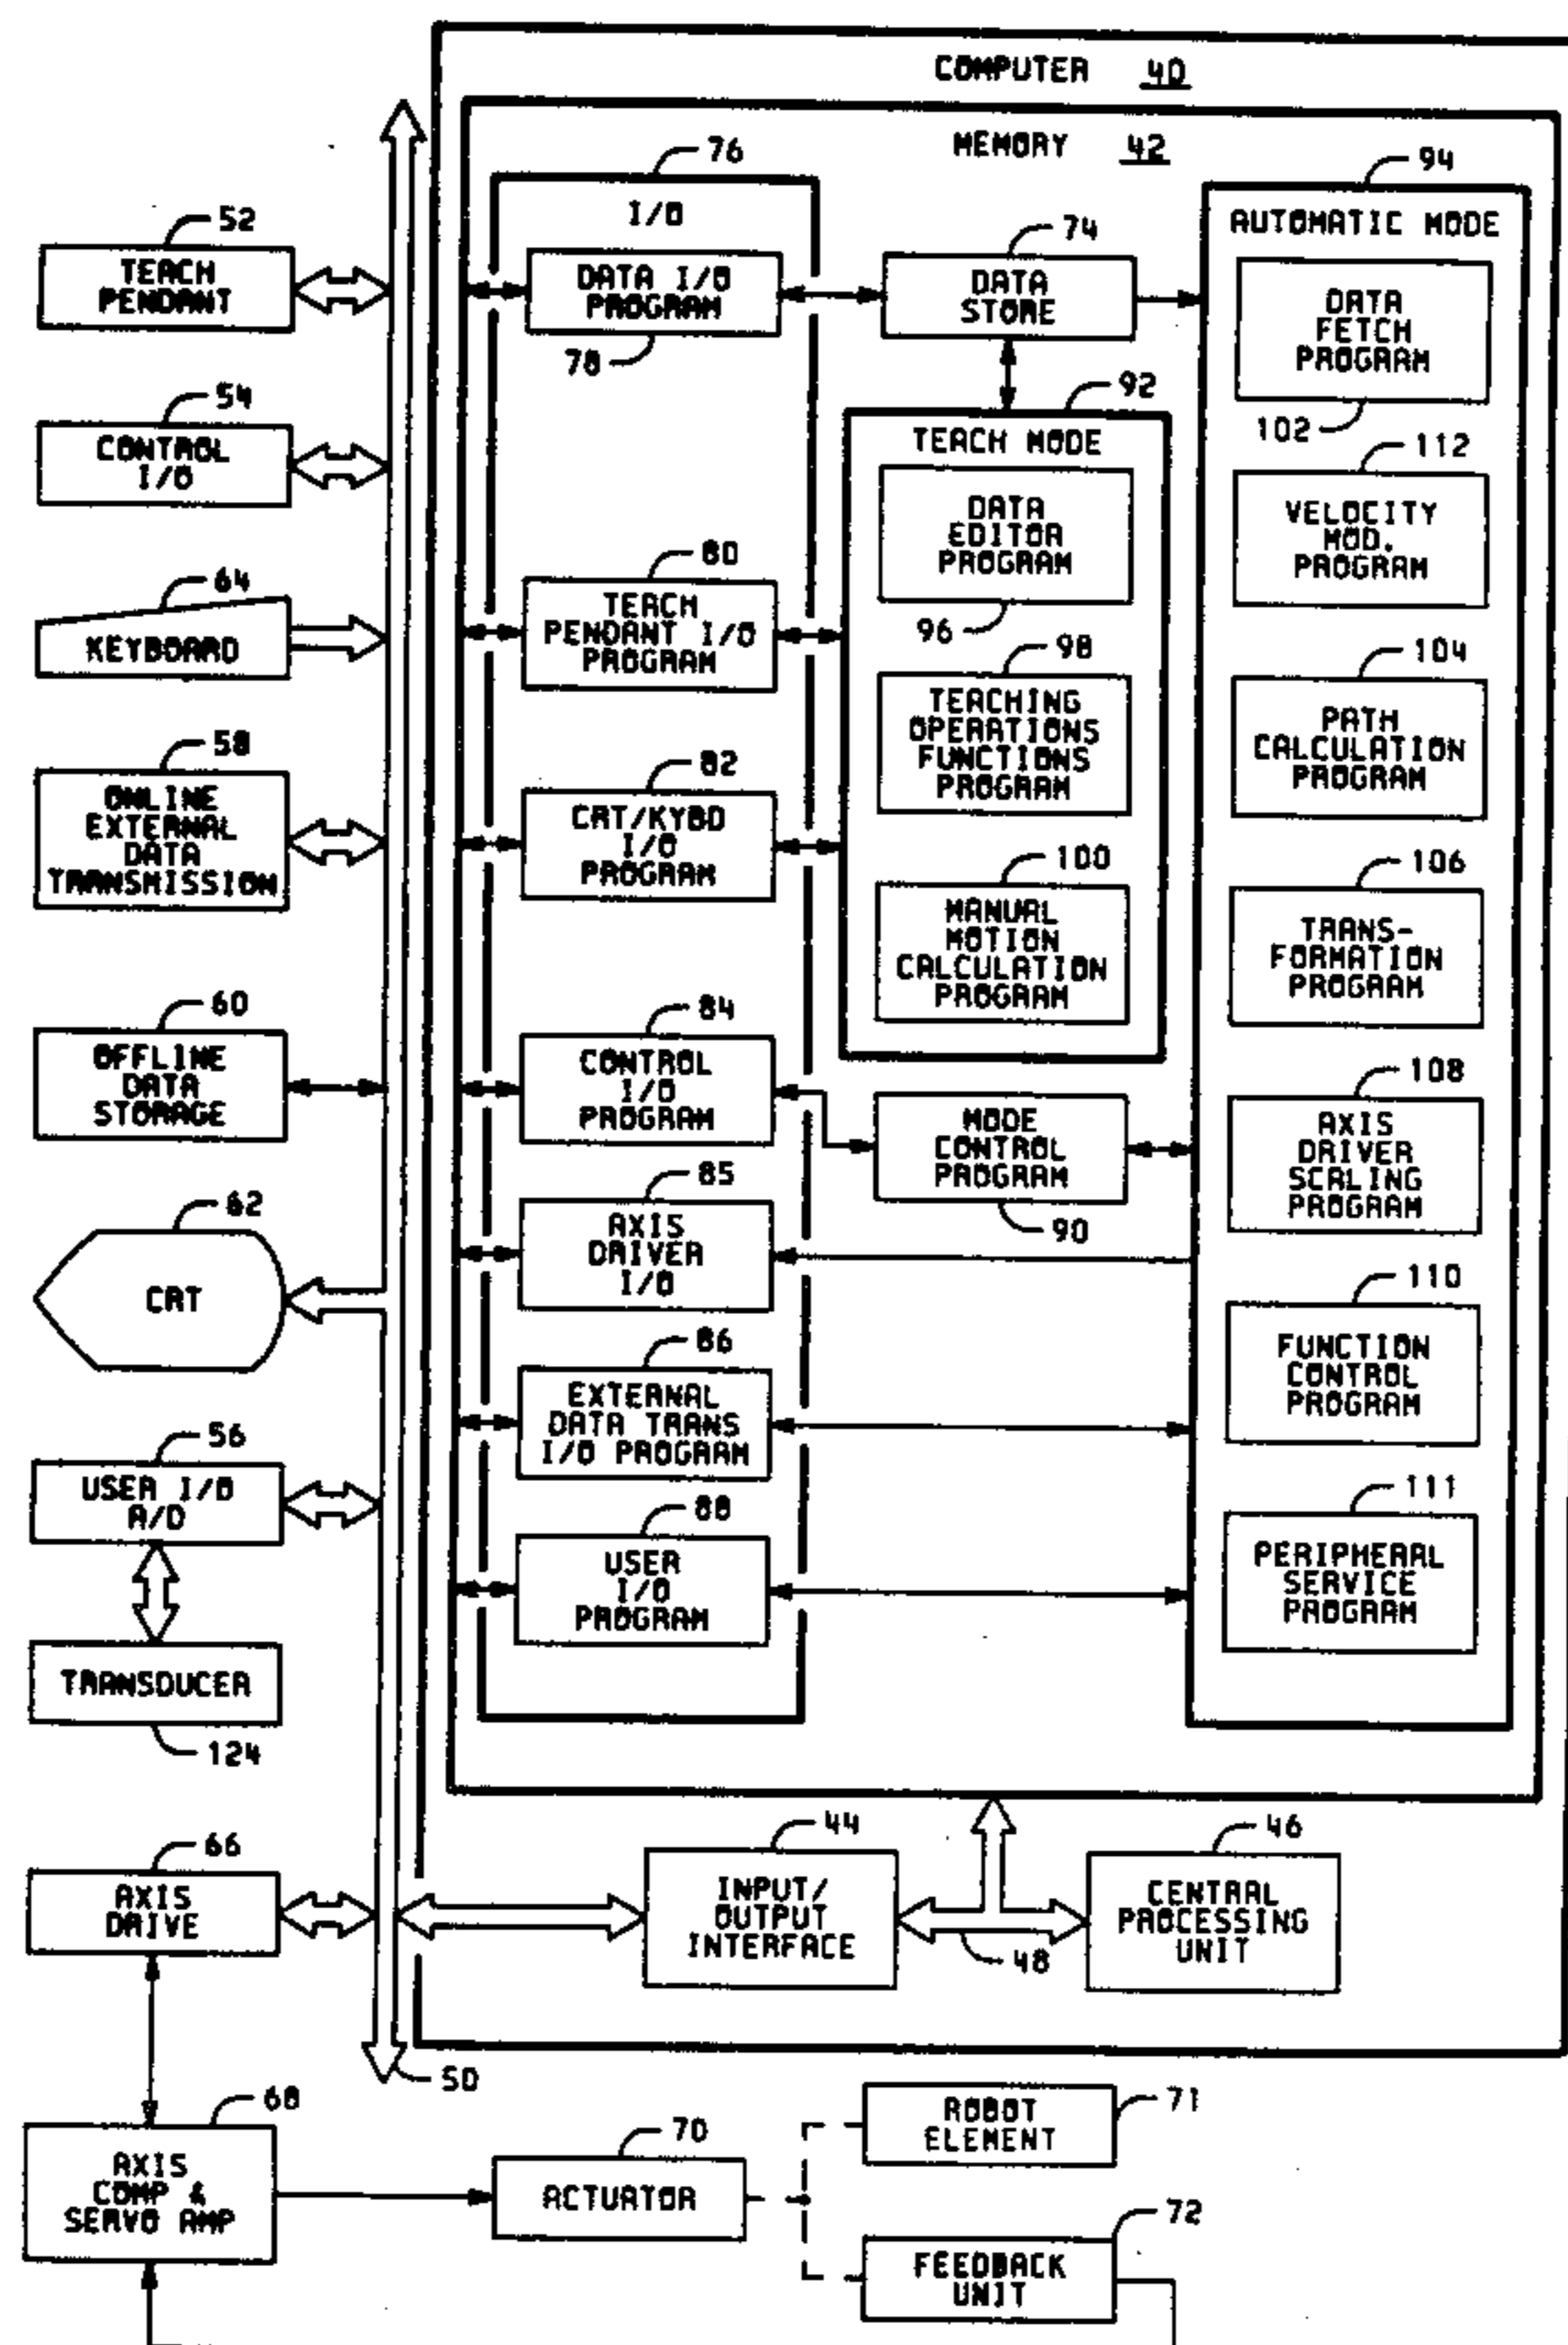 COMPUTER 40
MEMORY 42
76
I/O
DATA I/O
PROGRAM
78
74
DATA
STORE
94
AUTOMATIC MODE
DATA
FETCH
PROGRAM
102
112
VELOCITY
MOD.
PROGRAM
104
PATH
CALCULATION
PROGRAM
106
TRANS-
FORMATION
PROGRAM
108
AXIS
DRIVER
SCALING
PROGRAM
110
FUNCTION
CONTROL
PROGRAM
111
PERIPHERAL
SERVICE
PROGRAM
92
TEACH MODE
DATA
EDITOR
PROGRAM
96
98
TEACHING
OPERATIONS
FUNCTIONS
PROGRAM
100
MANUAL
MOTION
CALCULATION
PROGRAM
MODE
CONTROL
PROGRAM
90
80
TEACH
PENDANT I/O
PROGRAM
82
CRT/KYBD
I/O
PROGRAM
84
CONTROL
I/O
PROGRAM
85
AXIS
DRIVER
I/O
86
EXTERNAL
DATA TRANS
I/O PROGRAM
88
USER
I/O
PROGRAM
52
TEACH
PENDANT
54
CONTROL
I/O
64
KEYBOARD
58
ONLINE
EXTERNAL
DATA
TRANSMISSION
60
OFFLINE
DATA
STORAGE
62
CRT
56
USER I/O
A/D
TRANSDUCER
124
66
AXIS
DRIVE
44
INPUT/
OUTPUT
INTERFACE
48
46
CENTRAL
PROCESSING
UNIT
50
68
AXIS
COMP &
SERVO AMP
70
ACTUATOR
ROBOT
ELEMENT
71
72
FEEDBACK
UNIT